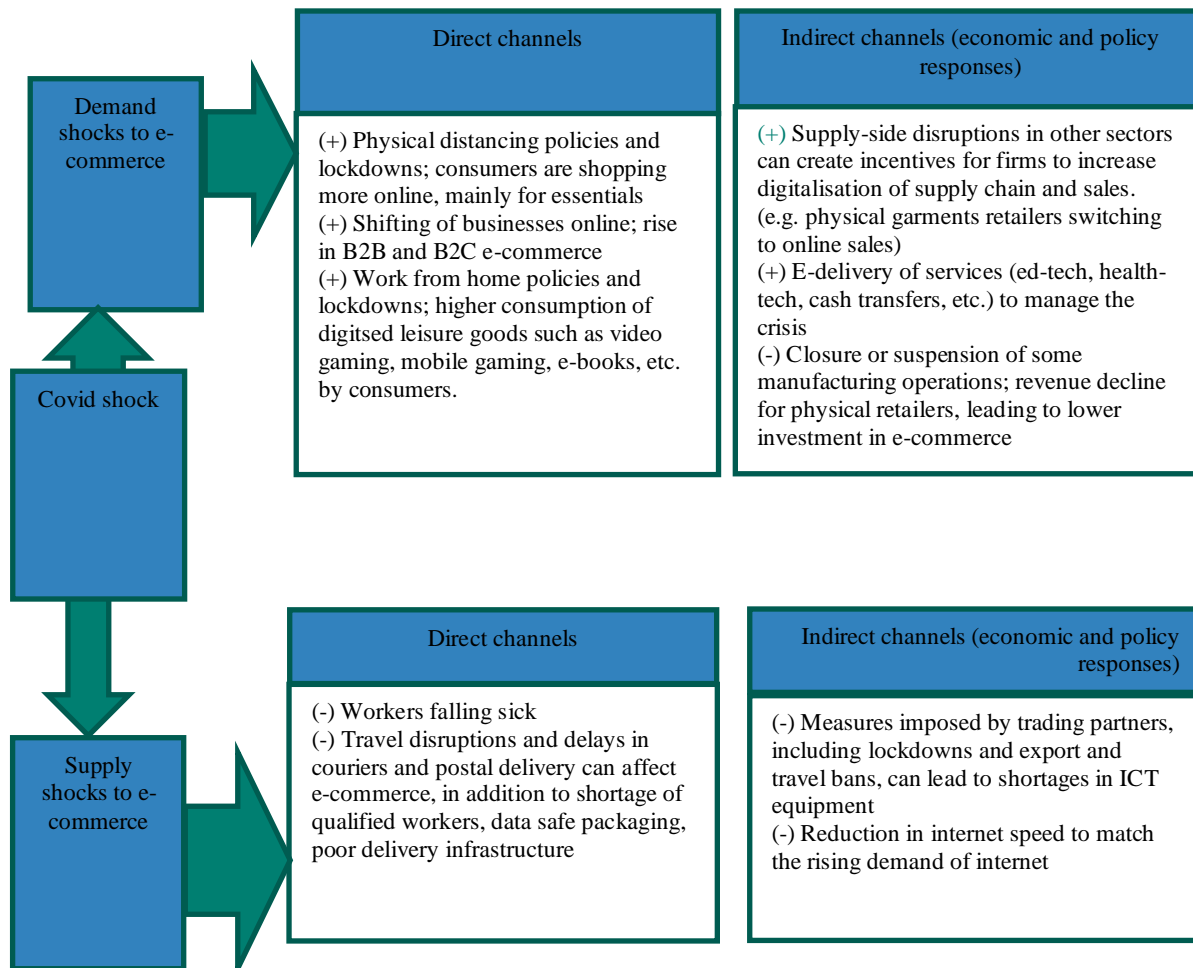 Direct channels
Indirect channels (economic and policy
responses)
Demand
shocks to e-
commerce
(+) Physical distancing policies and
lockdowns; consumers are shopping
more online, mainly for essentials
(+) Shifting of businesses online; rise
in B2B and B2C e-commerce
(+) Work from home policies and
lockdowns; higher consumption of
digitsed leisure goods such as video
gaming, mobile gaming, e-books, etc.
by consumers.
(+) Supply-side disruptions in other sectors
can create incentives for firms to increase
digitalisation of supply chain and sales.
(e.g. physical garments retailers switching
to online sales)
(+) E-delivery of services (ed-tech, health-
tech, cash transfers, etc.) to manage the
crisis
(-) Closure or suspension of some
manufacturing operations; revenue decline
for physical retailers, leading to lower
investment in e-commerce
Covid shock
Direct channels
Indirect channels (economic and policy
responses)
Supply
shocks to e-
commerce
(-) Workers falling sick
(-) Travel disruptions and delays in
couriers and postal delivery can affect
e-commerce, in addition to shortage of
qualified workers, data safe packaging,
poor delivery infrastructure
(-) Measures imposed by trading partners,
including lockdowns and export and
travel bans, can lead to shortages in ICT
equipment
(-) Reduction in internet speed to match
the rising demand of internet